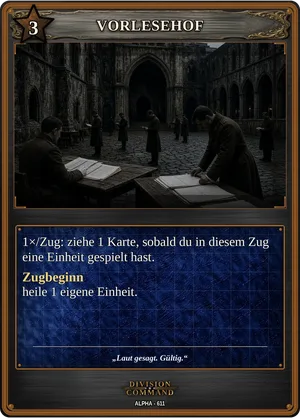 3
VORLESEHOF
1×/Zug: ziehe 1 Karte, sobald du in diesem Zug
eine Einheit gespielt hast.
Zugbeginn
heile 1 eigene Einheit.
„Laut gesagt. Gültig.“
DIVISION
COMMAND
ALPHA - 611